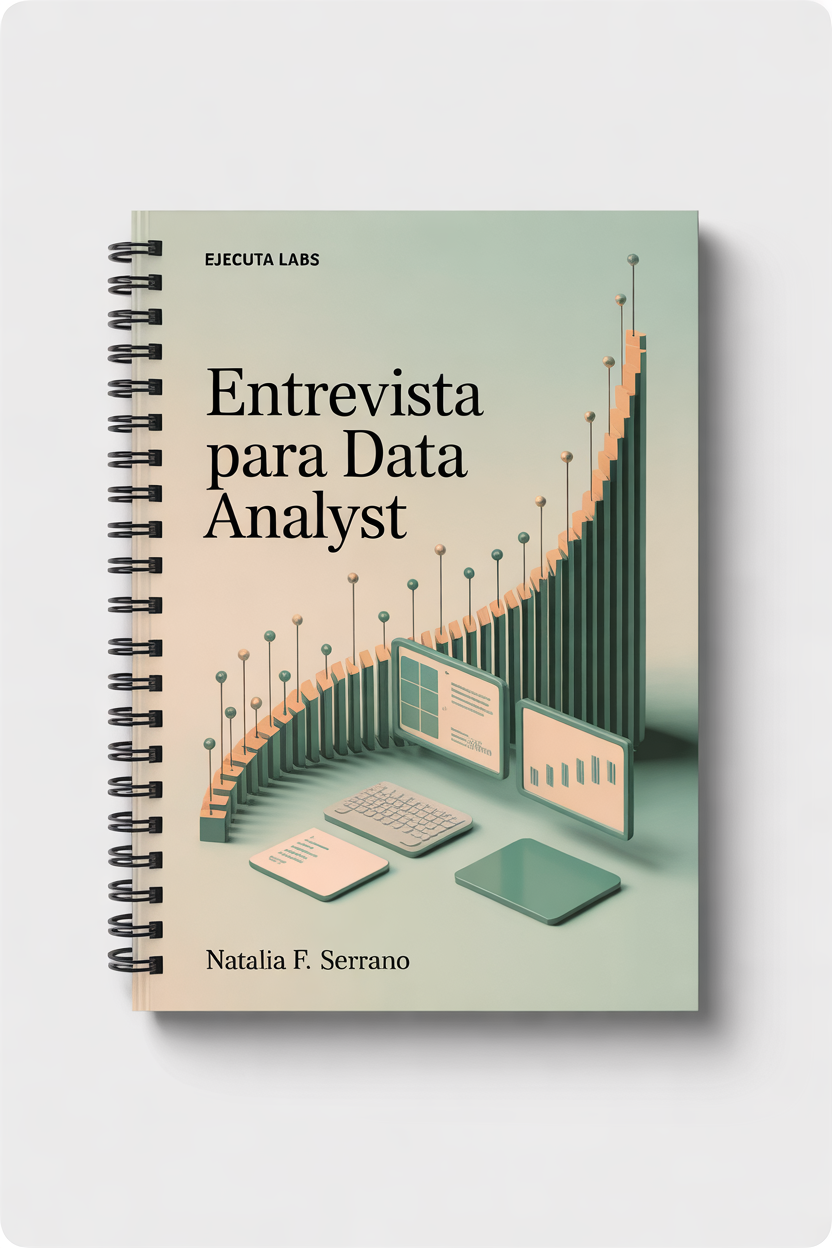 EJECUTA LABS
Entrevista
para Data
Analyst
Natalia F. Serrano